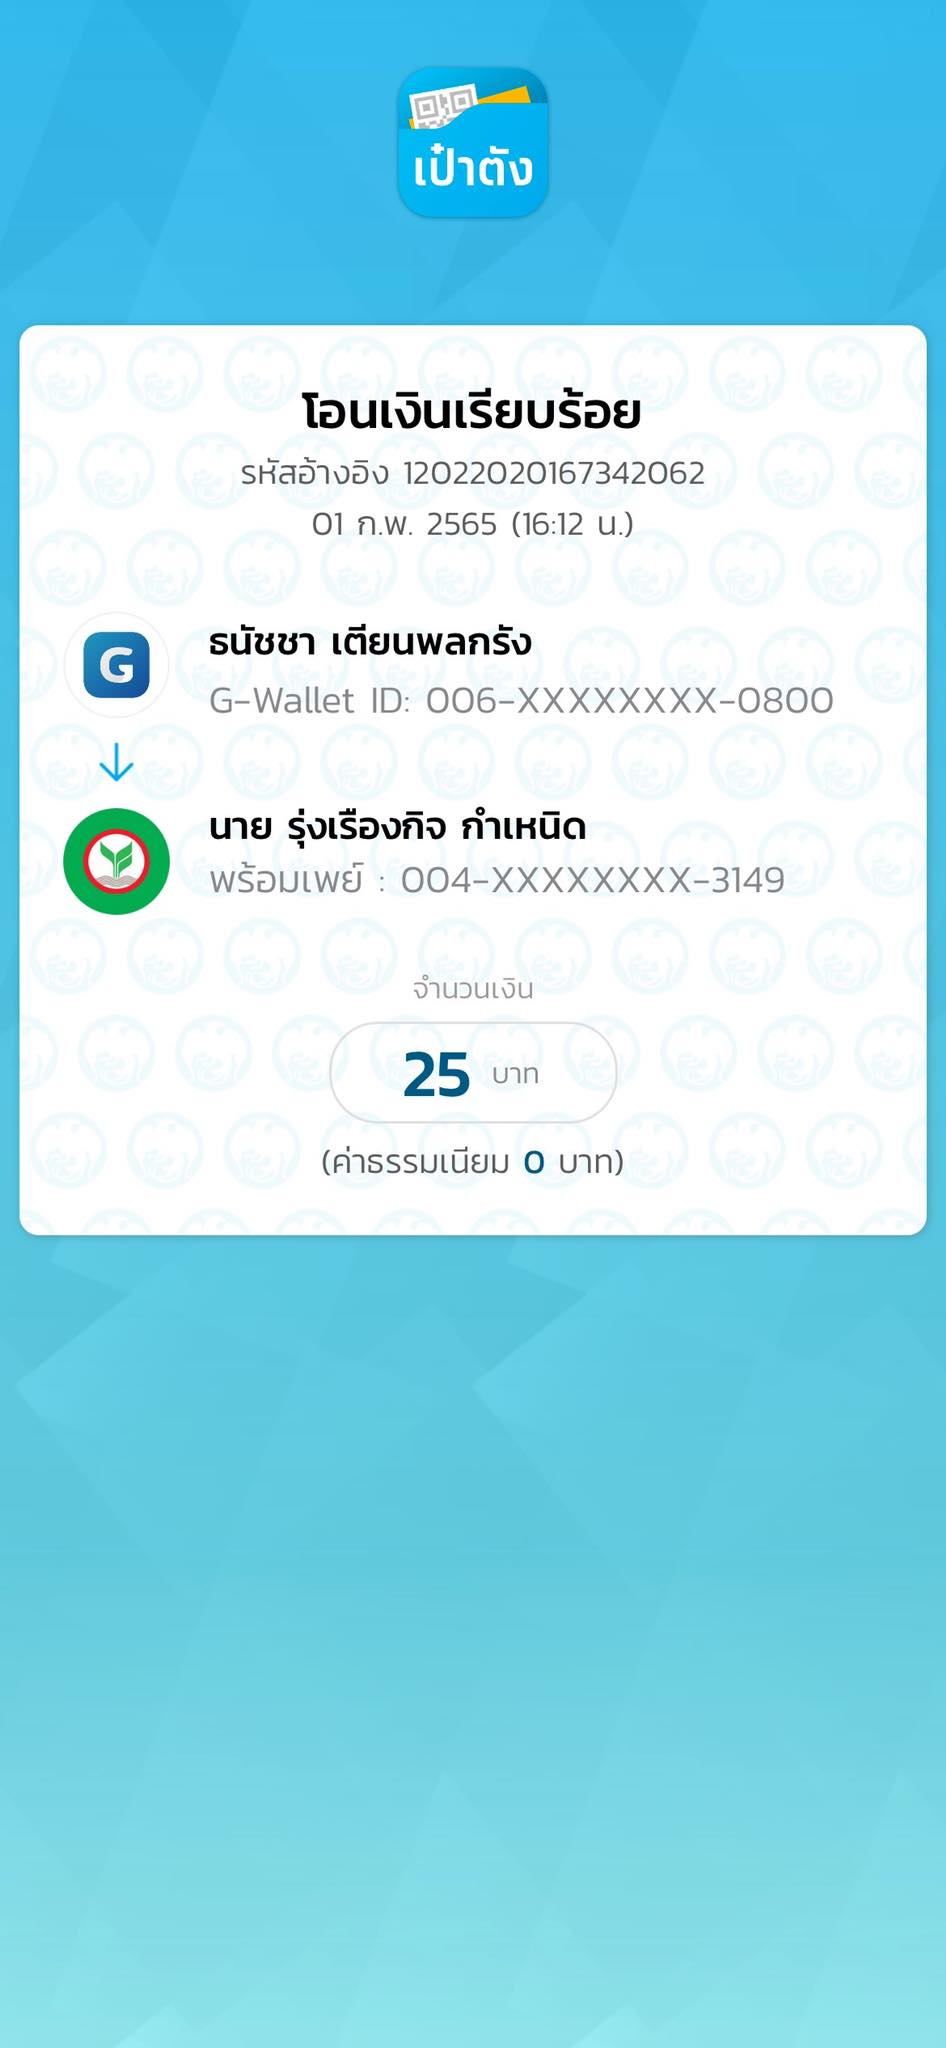 เป๋าตัง
โอนเงินเรียบร้อย
รหัสอ้างอิง 12022020167342062
01 ก.พ. 2565 (16:12 น.)
G
ธนัชชา เตียนพลกรัง
G-Wallet ID: 006-XXXXXXXX-0800
นาย รุ่งเรืองกิจ กำเหนิด
พร้อมเพย์ : 004-XXXXXXXX-3149
จำนวนเงิน
25 บาท
(ค่าธรรมเนียม 0 บาท)